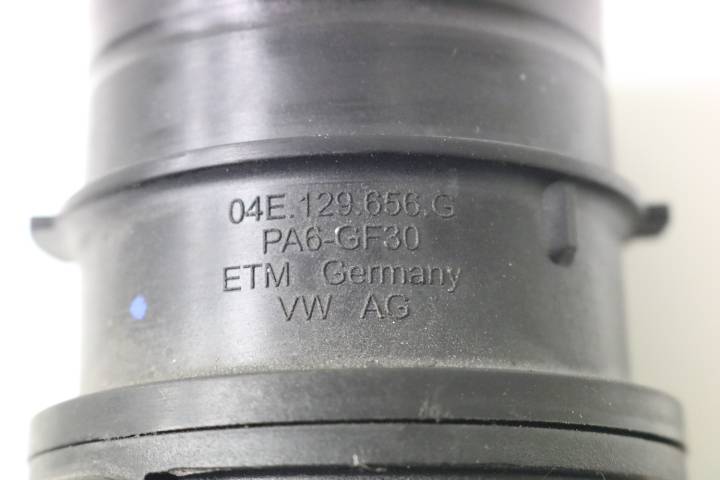 04E.129.656.G
PA6-GF30
ETM Germany
VW AG